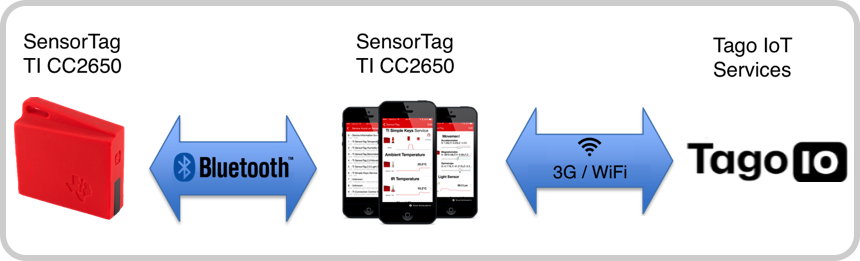 SensorTag
TI CC2650
SensorTag
TI CC2650
Tago IoT
Services
Bluetooth™
SensorTag
TI Simple Keys Service
Ambient Temperature
IR Temperature
Movement
Light Sensor
3G / WiFi
Tago IO